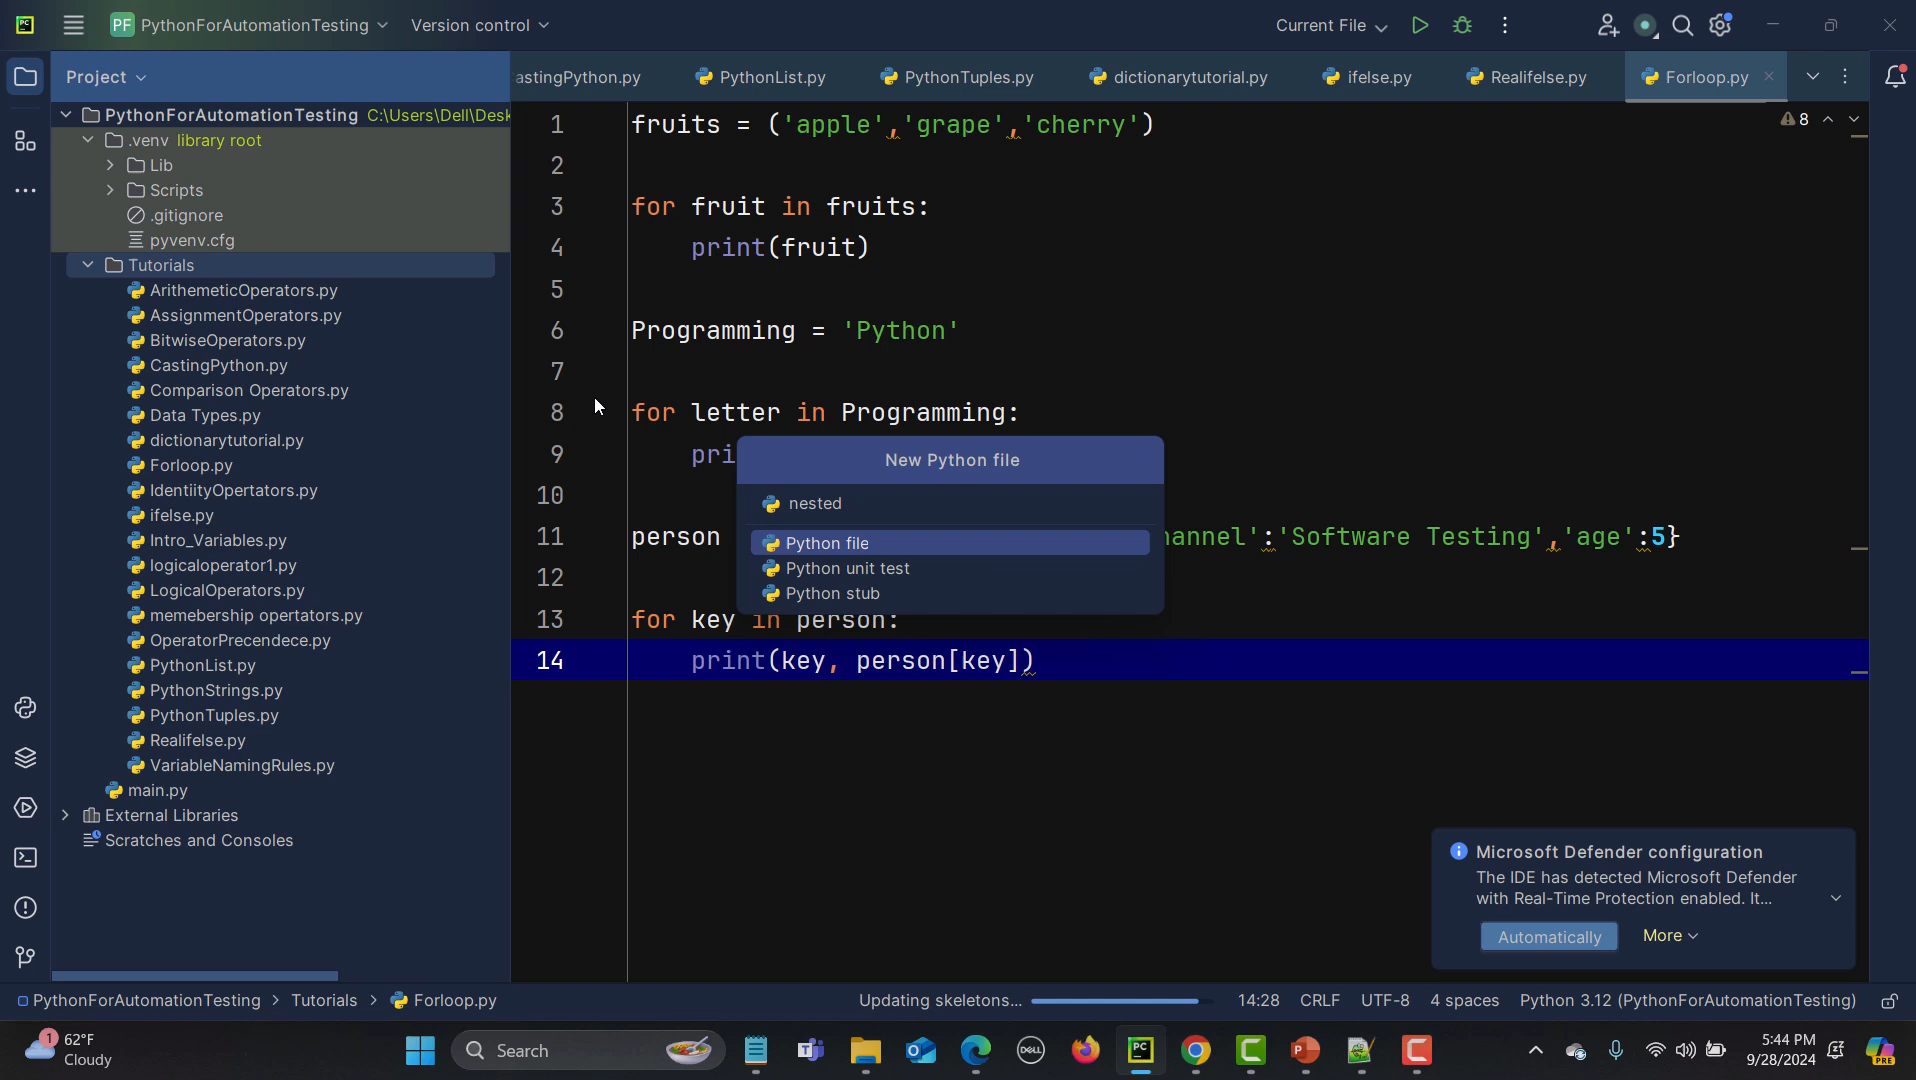 PC
PF PythonForAutomationTesting
Version control
Current File
Project
astingPython.py
PythonList.py
PythonTuples.py
dictionarytutorial.py
ifelse.py
Realifelse.py
Forloop.py
PythonForAutomationTesting C:\Users\Dell\Desk
.venv library root
Lib
Scripts
.gitignore
pyvenv.cfg
Tutorials
ArithemeticOperators.py
AssignmentOperators.py
BitwiseOperators.py
CastingPython.py
Comparison Operators.py
Data Types.py
dictionarytutorial.py
Forloop.py
IdentiityOpertators.py
ifelse.py
Intro_Variables.py
logicaloperator1.py
LogicalOperators.py
memebership opertators.py
OperatorPrecendece.py
PythonList.py
PythonStrings.py
PythonTuples.py
Realifelse.py
VariableNamingRules.py
main.py
External Libraries
Scratches and Consoles
1 fruits = ('apple','grape','cherry')
8
2
3 for fruit in fruits:
4 print(fruit)
5
6 Programming = 'Python'
7
8 for letter in Programming:
9 pri
10
11 person hannel':'Software Testing','age':5}
12
13 for key in person:
14 print(key, person[key])
New Python file
nested
Python file
Python unit test
Python stub
Microsoft Defender configuration
The IDE has detected Microsoft Defender
with Real-Time Protection enabled. It...
Automatically
More
PythonForAutomationTesting > Tutorials > Forloop.py
Updating skeletons...
14:28
CRLF
UTF-8
4 spaces
Python 3.12 (PythonForAutomationTesting)
1
62°F
Cloudy
Search
DELL
PC
PRE
5:44 PM
9/28/2024